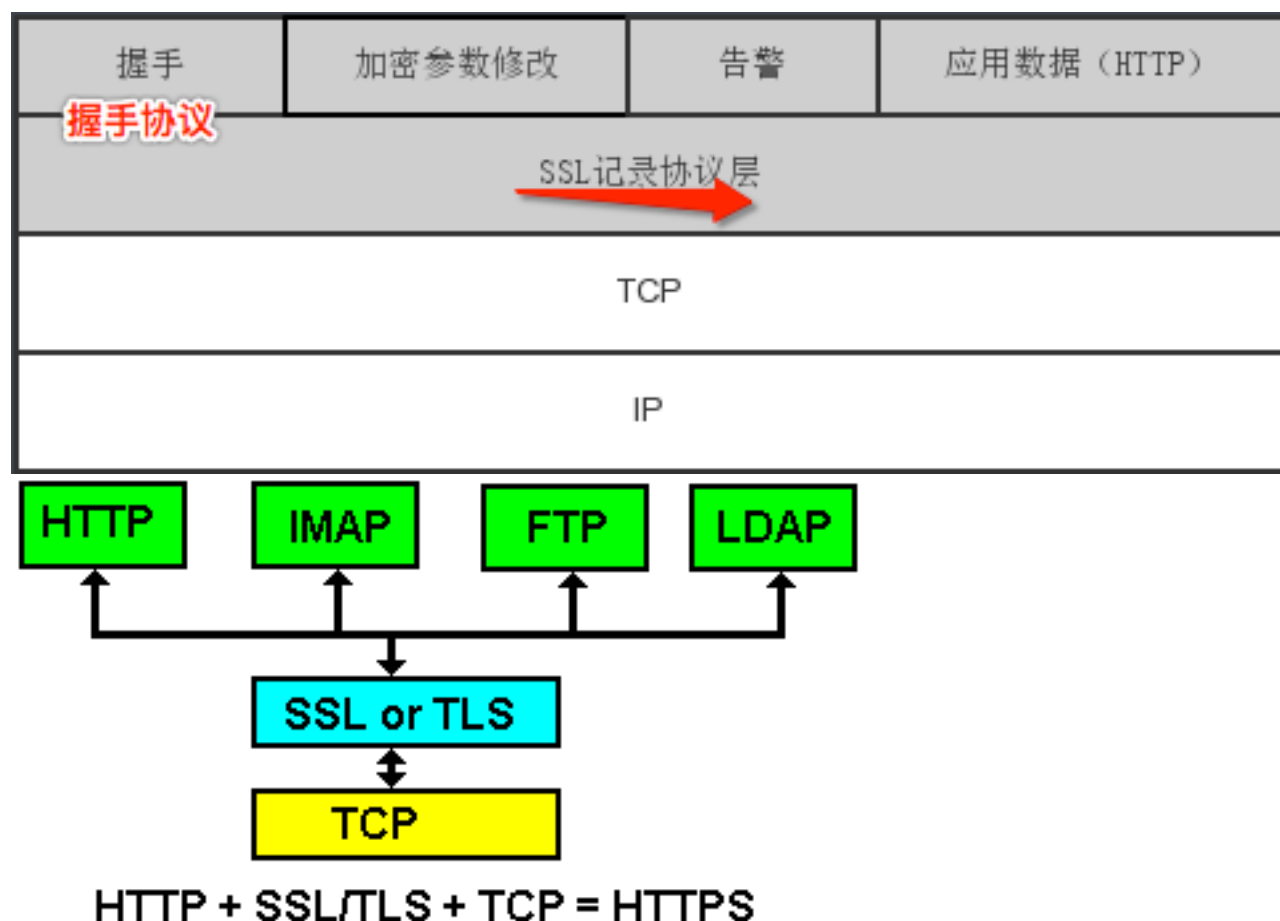 握手 加密参数修改 告警 应用数据（HTTP）
握手协议
SSL记录协议层
TCP
IP
HTTP IMAP FTP LDAP
SSL or TLS
TCP
HTTP + SSL/TLS + TCP = HTTPS